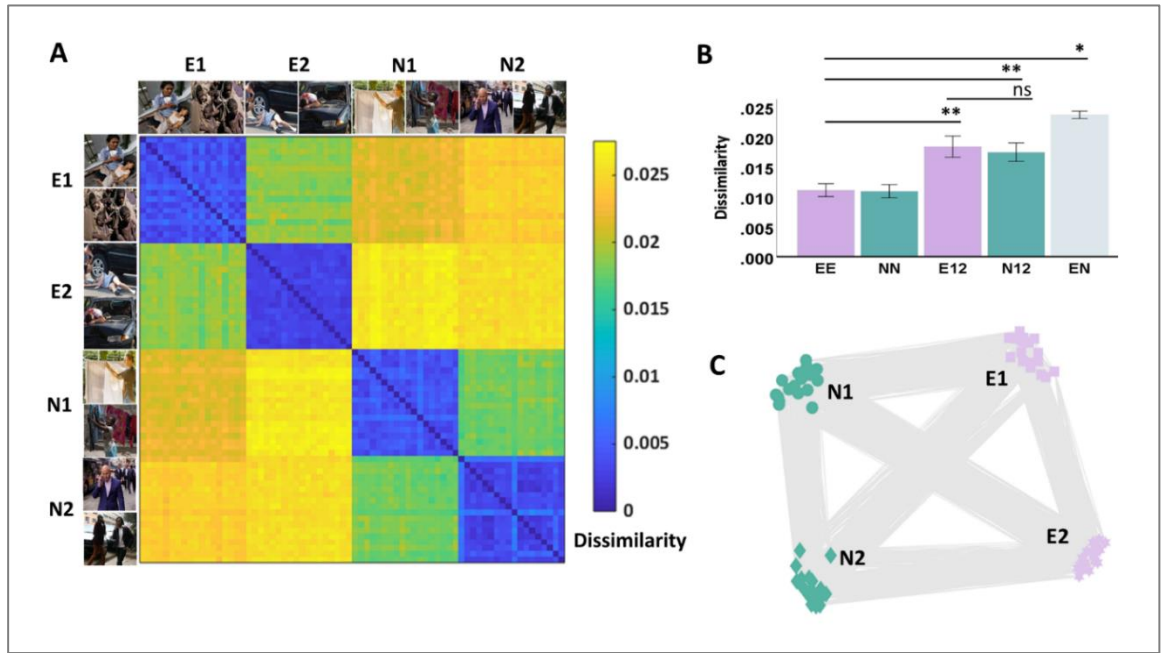 A
E1 E2 N1 N2
E1
E2
N1
N2
0.025
0.02
0.015
0.01
0.005
0
Dissimilarity
B
*
**
ns
**
Dissimilarity
.025
.020
.015
.010
.005
.000
EE NN E12 N12 EN
C
N1
E1
N2
E2